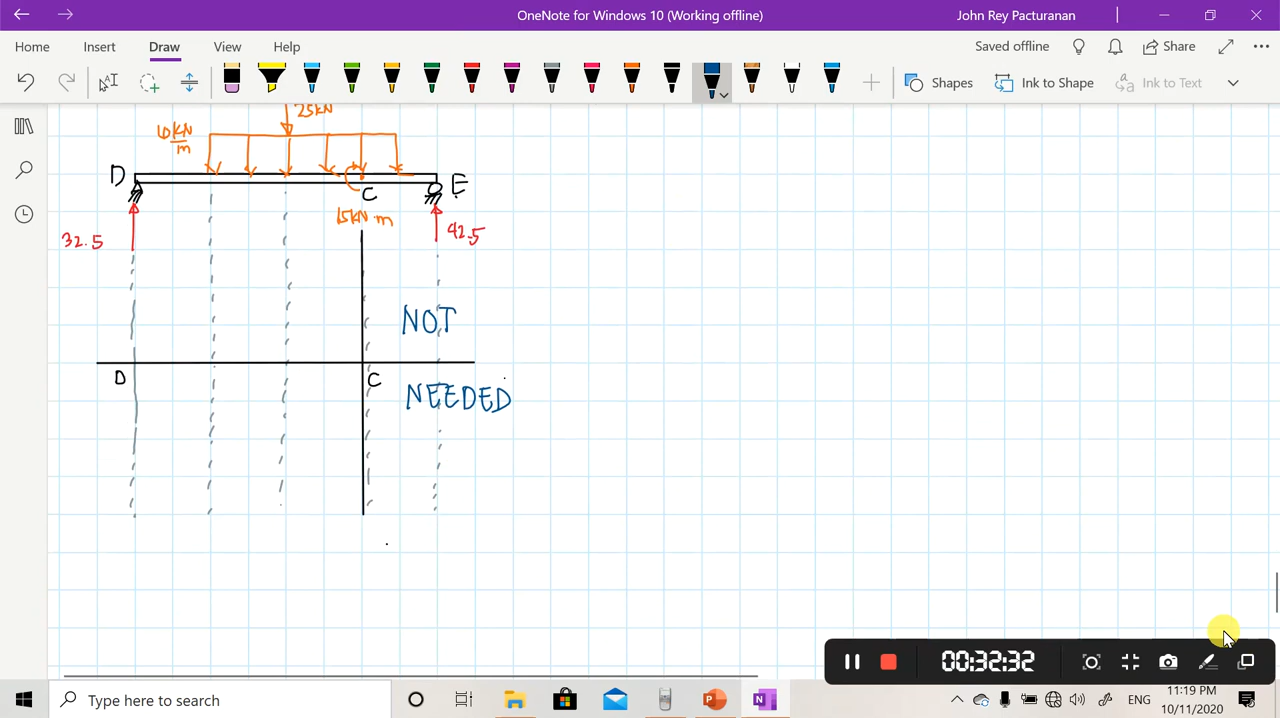 OneNote for Windows 10 (Working offline)
John Rey Pacturanan
Home Insert Draw View Help
Saved offline
Share
Shapes
Ink to Shape
Ink to Text
25KN
D
C
E
15KN·m
32.5
42.5
NOT
D
C
NEEDED
00:32:32
Type here to search
ENG
11:19 PM
10/11/2020